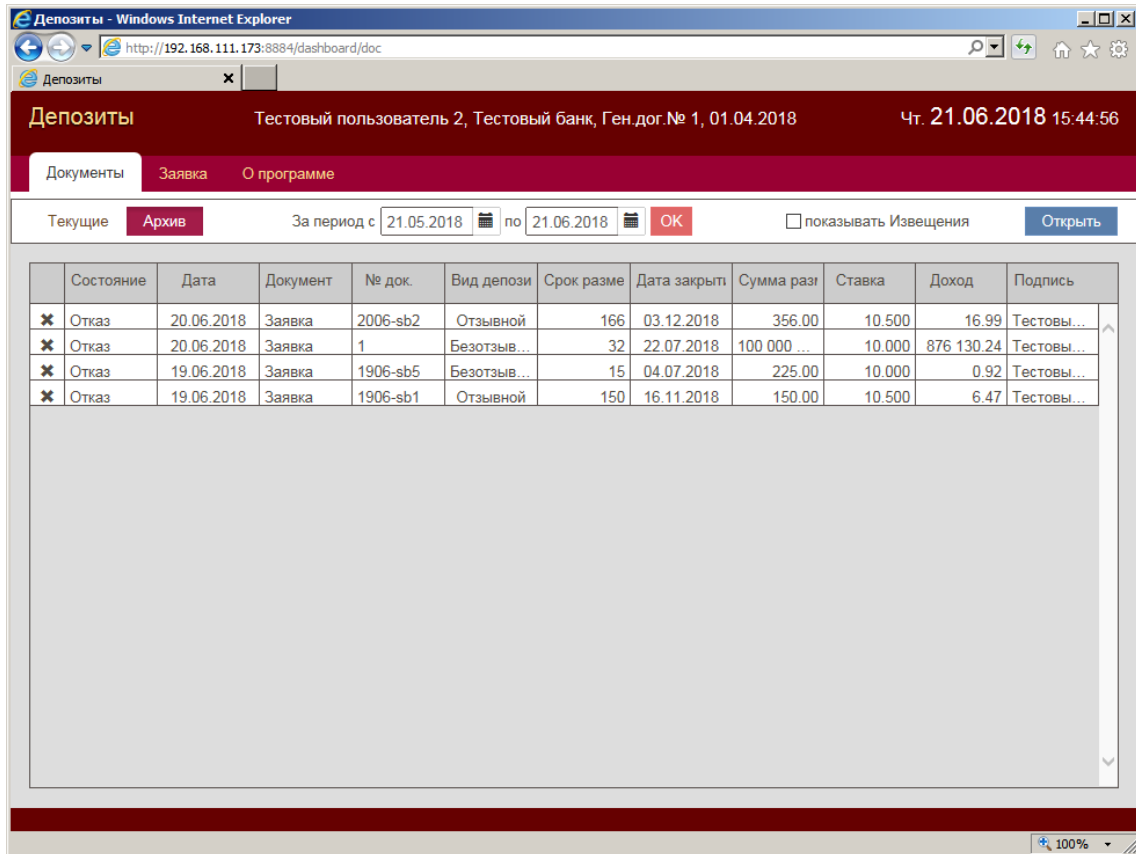 Депозиты - Windows Internet Explorer
http://192.168.111.173:8884/dashboard/doc
Депозиты
Депозиты Тестовый пользователь 2, Тестовый банк, Ген.дог.№ 1, 01.04.2018 Чт. 21.06.2018 15:44:56
Документы Заявка О программе
Текущие Архив За период с 21.05.2018 по 21.06.2018 OK показывать Извещения Открыть
Состояние Дата Документ № док. Вид депози Срок разме Дата закрыти Сумма разм Ставка Доход Подпись
Отказ 20.06.2018 Заявка 2006-sb2 Отзывной 166 03.12.2018 356.00 10.500 16.99 Тестовы...
Отказ 20.06.2018 Заявка 1 Безотзыв... 32 22.07.2018 100 000 ... 10.000 876 130.24 Тестовы...
Отказ 19.06.2018 Заявка 1906-sb5 Безотзыв... 15 04.07.2018 225.00 10.000 0.92 Тестовы...
Отказ 19.06.2018 Заявка 1906-sb1 Отзывной 150 16.11.2018 150.00 10.500 6.47 Тестовы...
100%